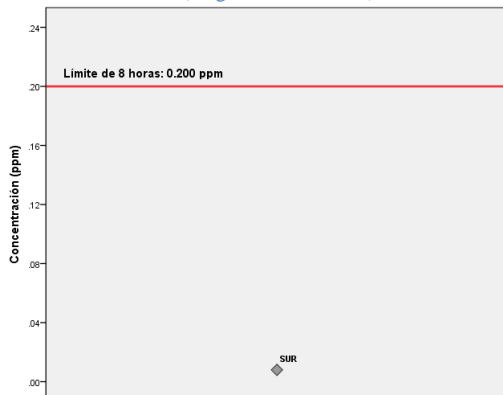 .24
Límite de 8 horas: 0.200 ppm
.20
.16
Concentración (ppm)
.12
.08
.04
SUR
.00